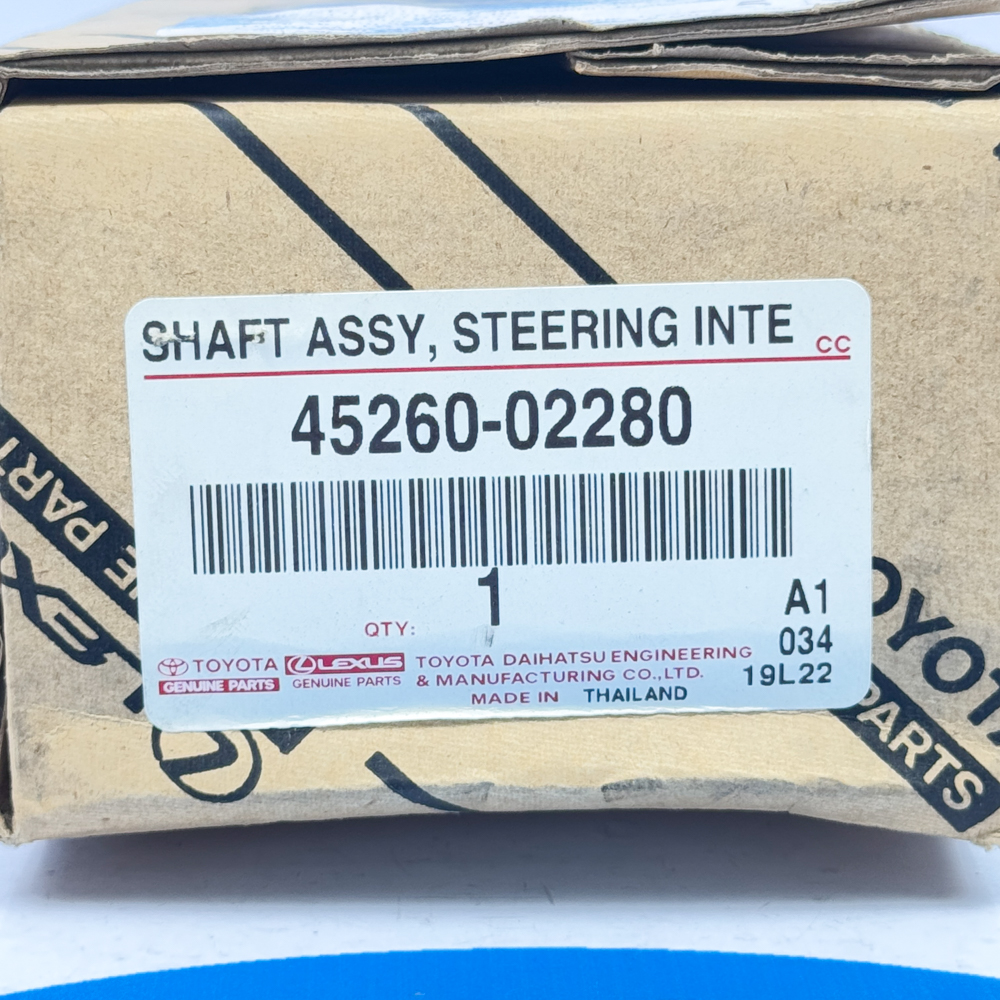 SHAFT ASSY, STEERING INTE CC
45260-02280
1
QTY:
A1
034
19L22
TOYOTA
GENUINE PARTS
LEXUS
GENUINE PARTS
TOYOTA DAIHATSU ENGINEERING
& MANUFACTURING CO.,LTD.
MADE IN THAILAND
PARTS